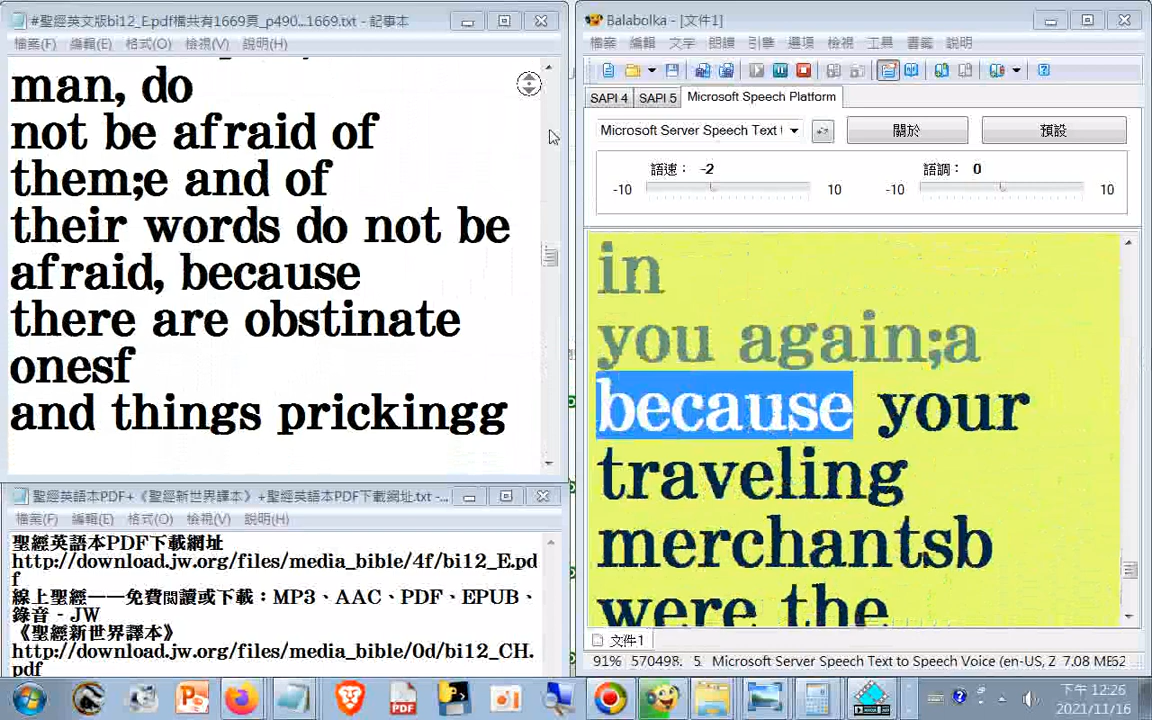 #聖經英文版bi12_E.pdf檔共有1669頁_p490...1669.txt - 記事本
檔案(F) 編輯(E) 格式(O) 檢視(V) 說明(H)
man, do
not be afraid of
them;e and of
their words do not be
afraid, because
there are obstinate
onesf
and things prickingg
聖經英語本PDF+《聖經新世界譯本》+聖經英語本PDF下載網址.txt -...
檔案(F) 編輯(E) 格式(O) 檢視(V) 說明(H)
聖經英語本PDF下載網址
http://download.jw.org/files/media_bible/4f/bi12_E.pd
f
線上聖經——免費閱讀或下載：MP3、AAC、PDF、EPUB、
錄音 - JW
《聖經新世界譯本》
http://download.jw.org/files/media_bible/0d/bi12_CH.
pdf
Balabolka - [文件1]
檔案 編輯 文字 朗讀 引擎 選項 檢視 工具 書籤 說明
SAPI 4 SAPI 5 Microsoft Speech Platform
Microsoft Server Speech Text 關於 預設
語速： -2 語調： 0
-10 10 -10 10
in
you again;a
because your
traveling
merchantsb
were the
文件1
91% 570498. 5. Microsoft Server Speech Text to Speech Voice (en-US, Z 7.08 ME52
下午 12:26
2021/11/16